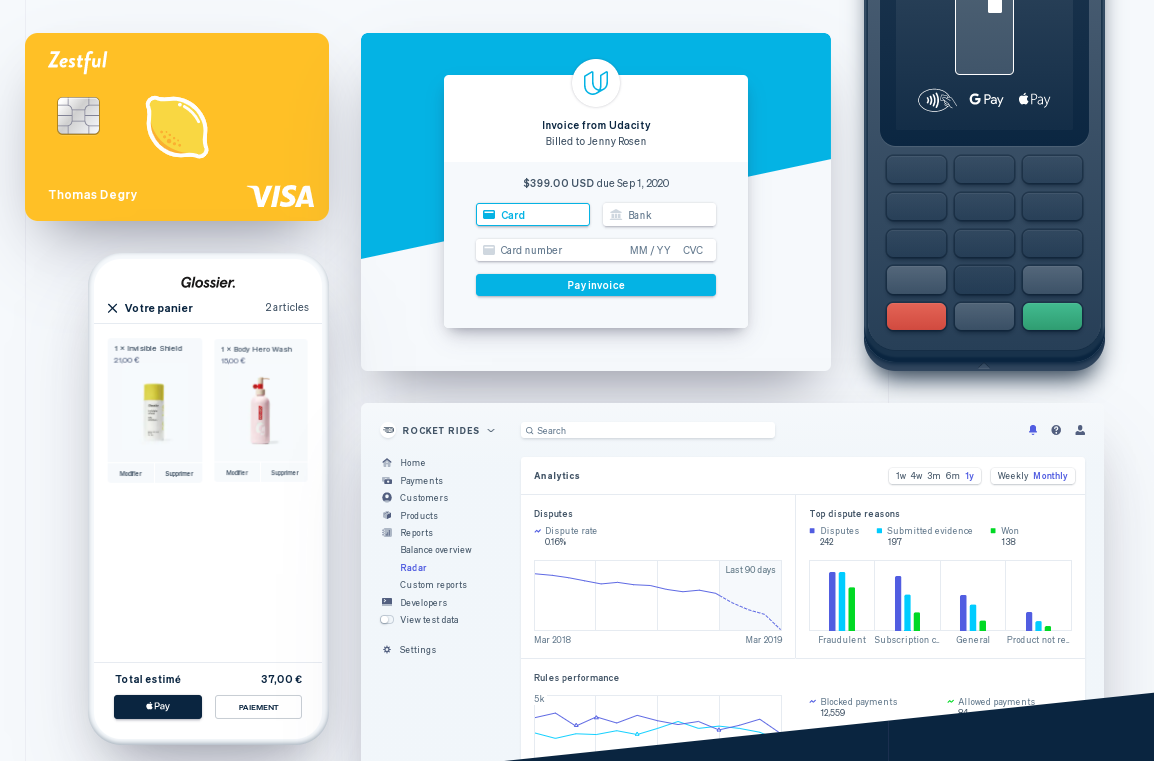 Zestful
Thomas Degry
VISA
Invoice from Udacity
Billed to Jenny Rosen
$399.00 USD due Sep 1, 2020
Card
Bank
Card number MM / YY CVC
Pay invoice
G Pay Pay
Glossier.
Votre panier 2 articles
1 × Invisible Shield
21,00 €
Modifier Supprimer
1 × Body Hero Wash
16,00 €
Modifier Supprimer
Total estimé 37,00 €
Pay
PAIEMENT
ROCKET RIDES
Search
Home
Payments
Customers
Products
Reports
Balance overview
Radar
Custom reports
Developers
View test data
Settings
Analytics
1w 4w 3m 6m 1y
Weekly Monthly
Disputes
Dispute rate
0.16%
Last 90 days
Mar 2018 Mar 2019
Top dispute reasons
Disputes Submitted evidence Won
242 197 138
Fraudulent Subscription c.. General Product not re..
Rules performance
5k
Blocked payments Allowed payments
12,559